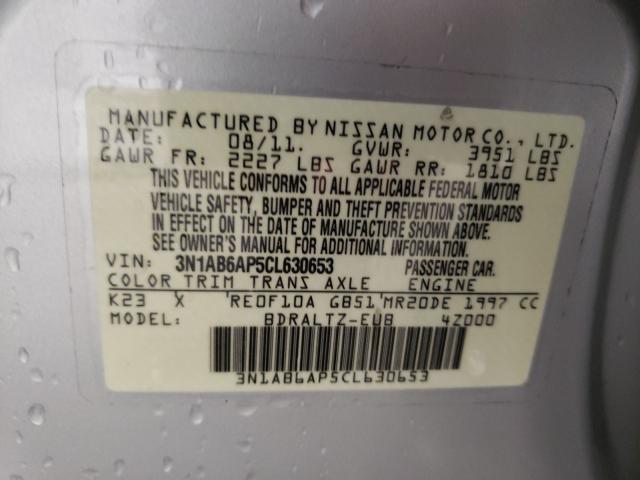 MANUFACTURED BY NISSAN MOTOR CO., LTD.
DATE: 08/11. GVWR: 3951 LBS
GAWR FR: 2227 LBS GAWR RR: 1810 LBS
THIS VEHICLE CONFORMS TO ALL APPLICABLE FEDERAL MOTOR
VEHICLE SAFETY, BUMPER AND THEFT PREVENTION STANDARDS
IN EFFECT ON THE DATE OF MANUFACTURE SHOWN ABOVE.
SEE OWNER'S MANUAL FOR ADDITIONAL INFORMATION.
VIN: 3N1AB6AP5CL630653 PASSENGER CAR.
COLOR TRIM TRANS AXLE ENGINE
K23 X 'RE0F10A GB51'MR20DE 1997 CC
MODEL: BDRALTZ-EUB 4Z000
3N1AB6AP5CL630653